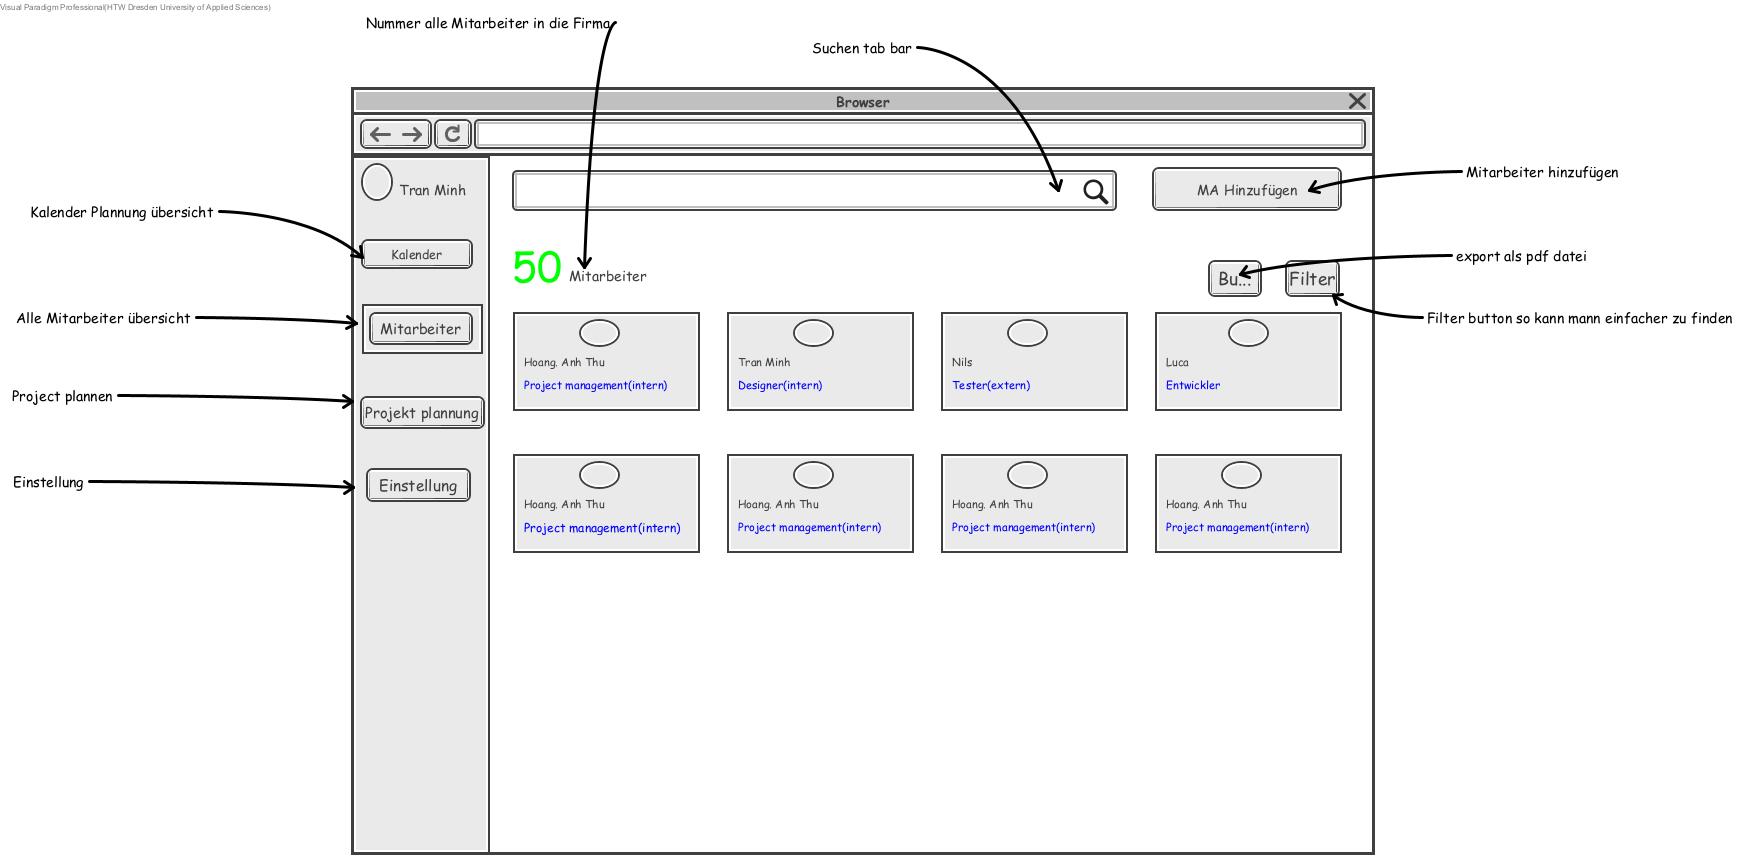 Visual Paradigm Professional(HTW Dresden University of Applied Sciences)
Nummer alle Mitarbeiter in die Firma
Suchen tab bar
Browser
Tran Minh
MA Hinzufügen
Mitarbeiter hinzufügen
Kalender Plannung übersicht
Kalender
50 Mitarbeiter
Bu...
Filter
export als pdf datei
Alle Mitarbeiter übersicht
Mitarbeiter
Filter button so kann mann einfacher zu finden
Hoang. Anh Thu
Project management(intern)
Tran Minh
Designer(intern)
Nils
Tester(extern)
Luca
Entwickler
Project plannen
Projekt plannung
Einstellung
Einstellung
Hoang. Anh Thu
Project management(intern)
Hoang. Anh Thu
Project management(intern)
Hoang. Anh Thu
Project management(intern)
Hoang. Anh Thu
Project management(intern)